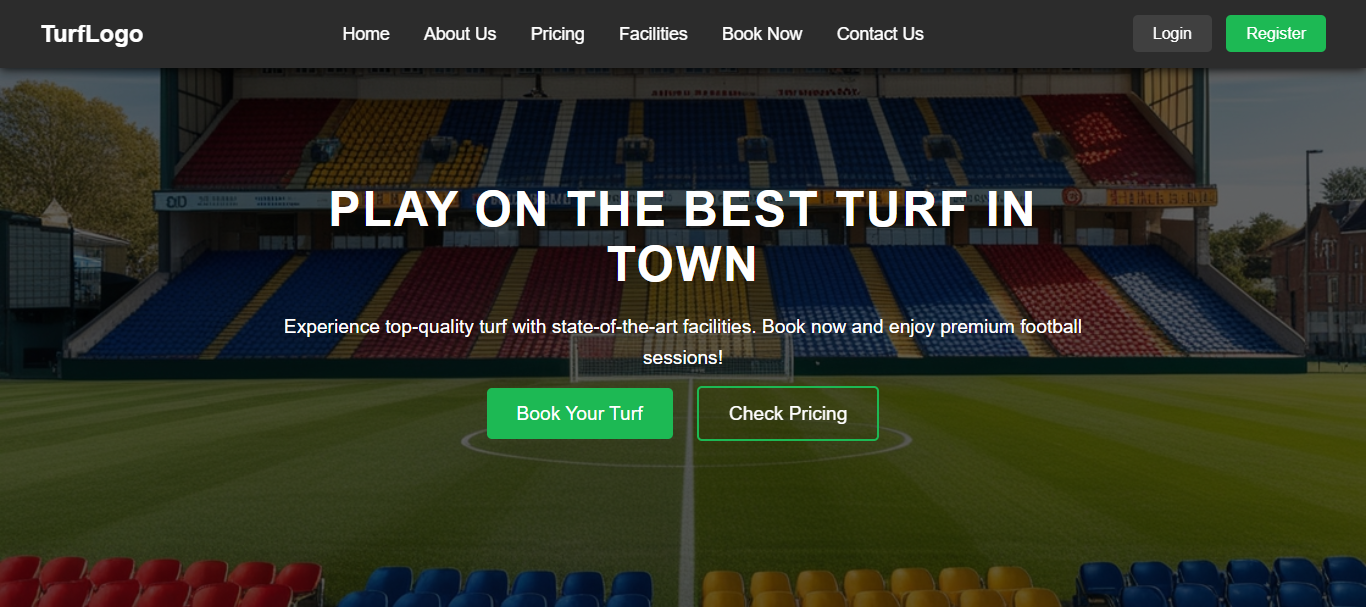 TurfLogo
Home
About Us
Pricing
Facilities
Book Now
Contact Us
Login
Register
PLAY ON THE BEST TURF IN
TOWN
Experience top-quality turf with state-of-the-art facilities. Book now and enjoy premium football
sessions!
Book Your Turf
Check Pricing